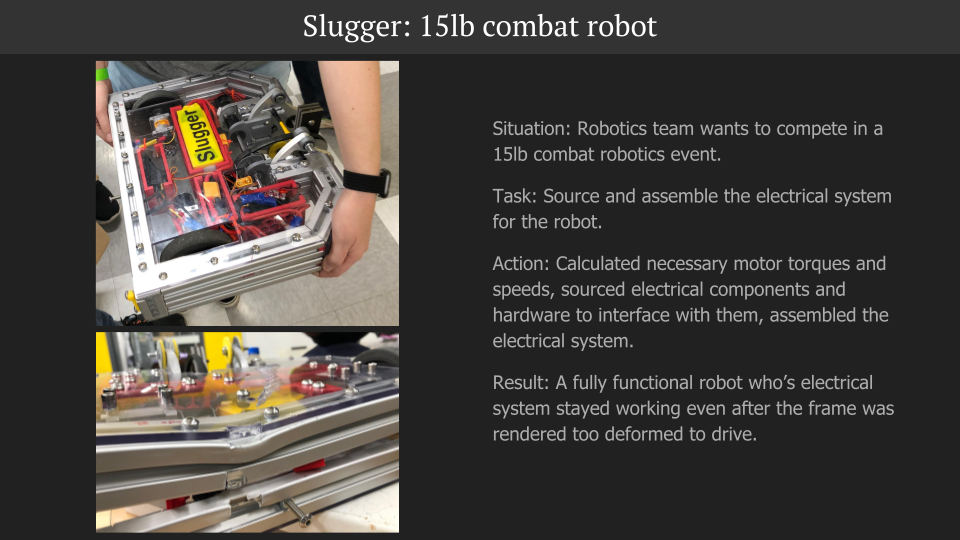 Slugger: 15lb combat robot
Slugger
Situation: Robotics team wants to compete in a
15lb combat robotics event.
Task: Source and assemble the electrical system
for the robot.
Action: Calculated necessary motor torques and
speeds, sourced electrical components and
hardware to interface with them, assembled the
electrical system.
Result: A fully functional robot who’s electrical
system stayed working even after the frame was
rendered too deformed to drive.